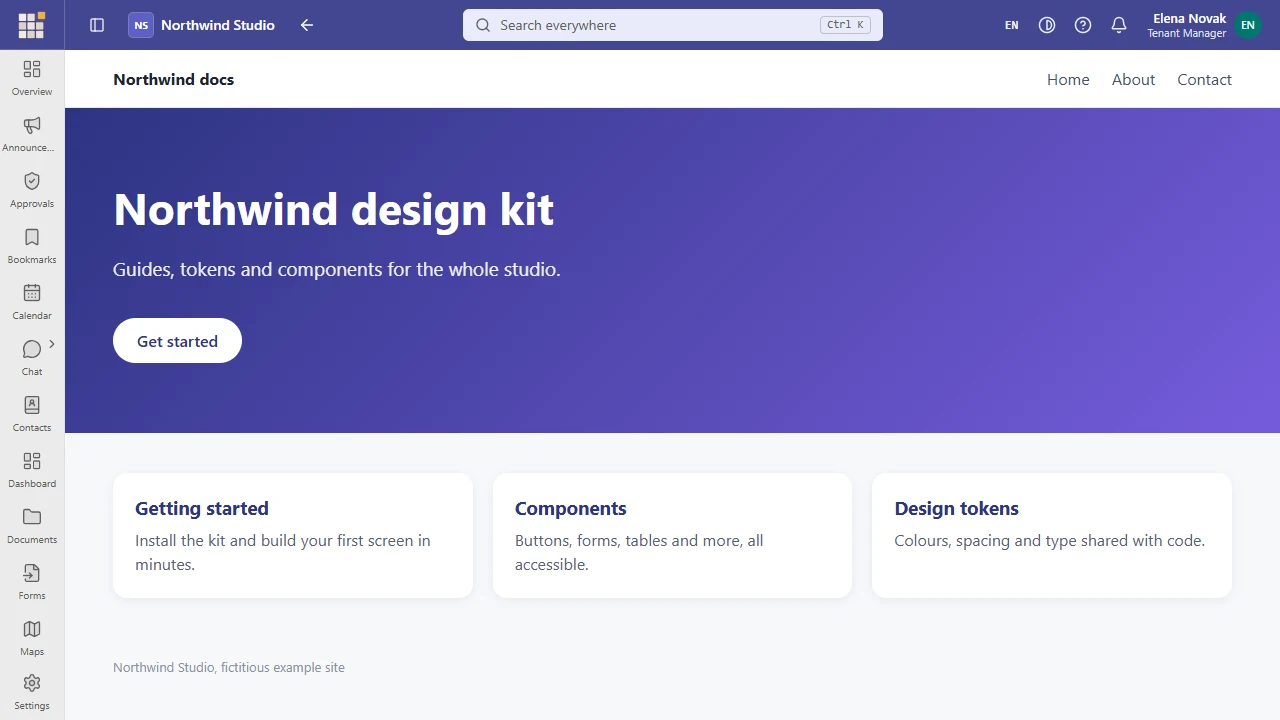 NS
Northwind Studio
Search everywhere
Ctrl K
EN
Elena Novak
Tenant Manager
EN
Overview
Announce...
Approvals
Bookmarks
Calendar
Chat
Contacts
Dashboard
Documents
Forms
Maps
Settings
Northwind docs
Home
About
Contact
Northwind design kit
Guides, tokens and components for the whole studio.
Get started
Getting started
Install the kit and build your first screen in
minutes.
Components
Buttons, forms, tables and more, all
accessible.
Design tokens
Colours, spacing and type shared with code.
Northwind Studio, fictitious example site